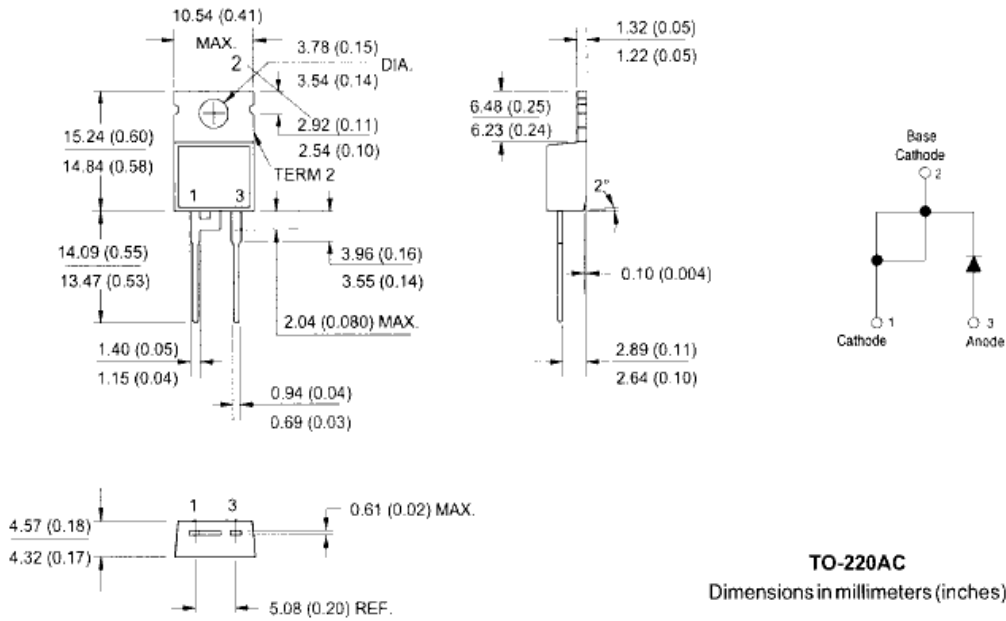 10.54 (0.41)
MAX.
2
3.78 (0.15)
DIA.
3.54 (0.14)
15.24 (0.60)
14.84 (0.58)
2.92 (0.11)
2.54 (0.10)
TERM 2
1 3
14.09 (0.55)
13.47 (0.53)
3.96 (0.16)
3.55 (0.14)
2.04 (0.080) MAX.
1.40 (0.05)
1.15 (0.04)
0.94 (0.04)
0.69 (0.03)
1.32 (0.05)
1.22 (0.05)
6.48 (0.25)
6.23 (0.24)
2°
0.10 (0.004)
2.89 (0.11)
2.64 (0.10)
Base
Cathode
2
1
Cathode
3
Anode
1 3
4.57 (0.18)
4.32 (0.17)
0.61 (0.02) MAX.
5.08 (0.20) REF.
TO-220AC
Dimensions in millimeters (inches)